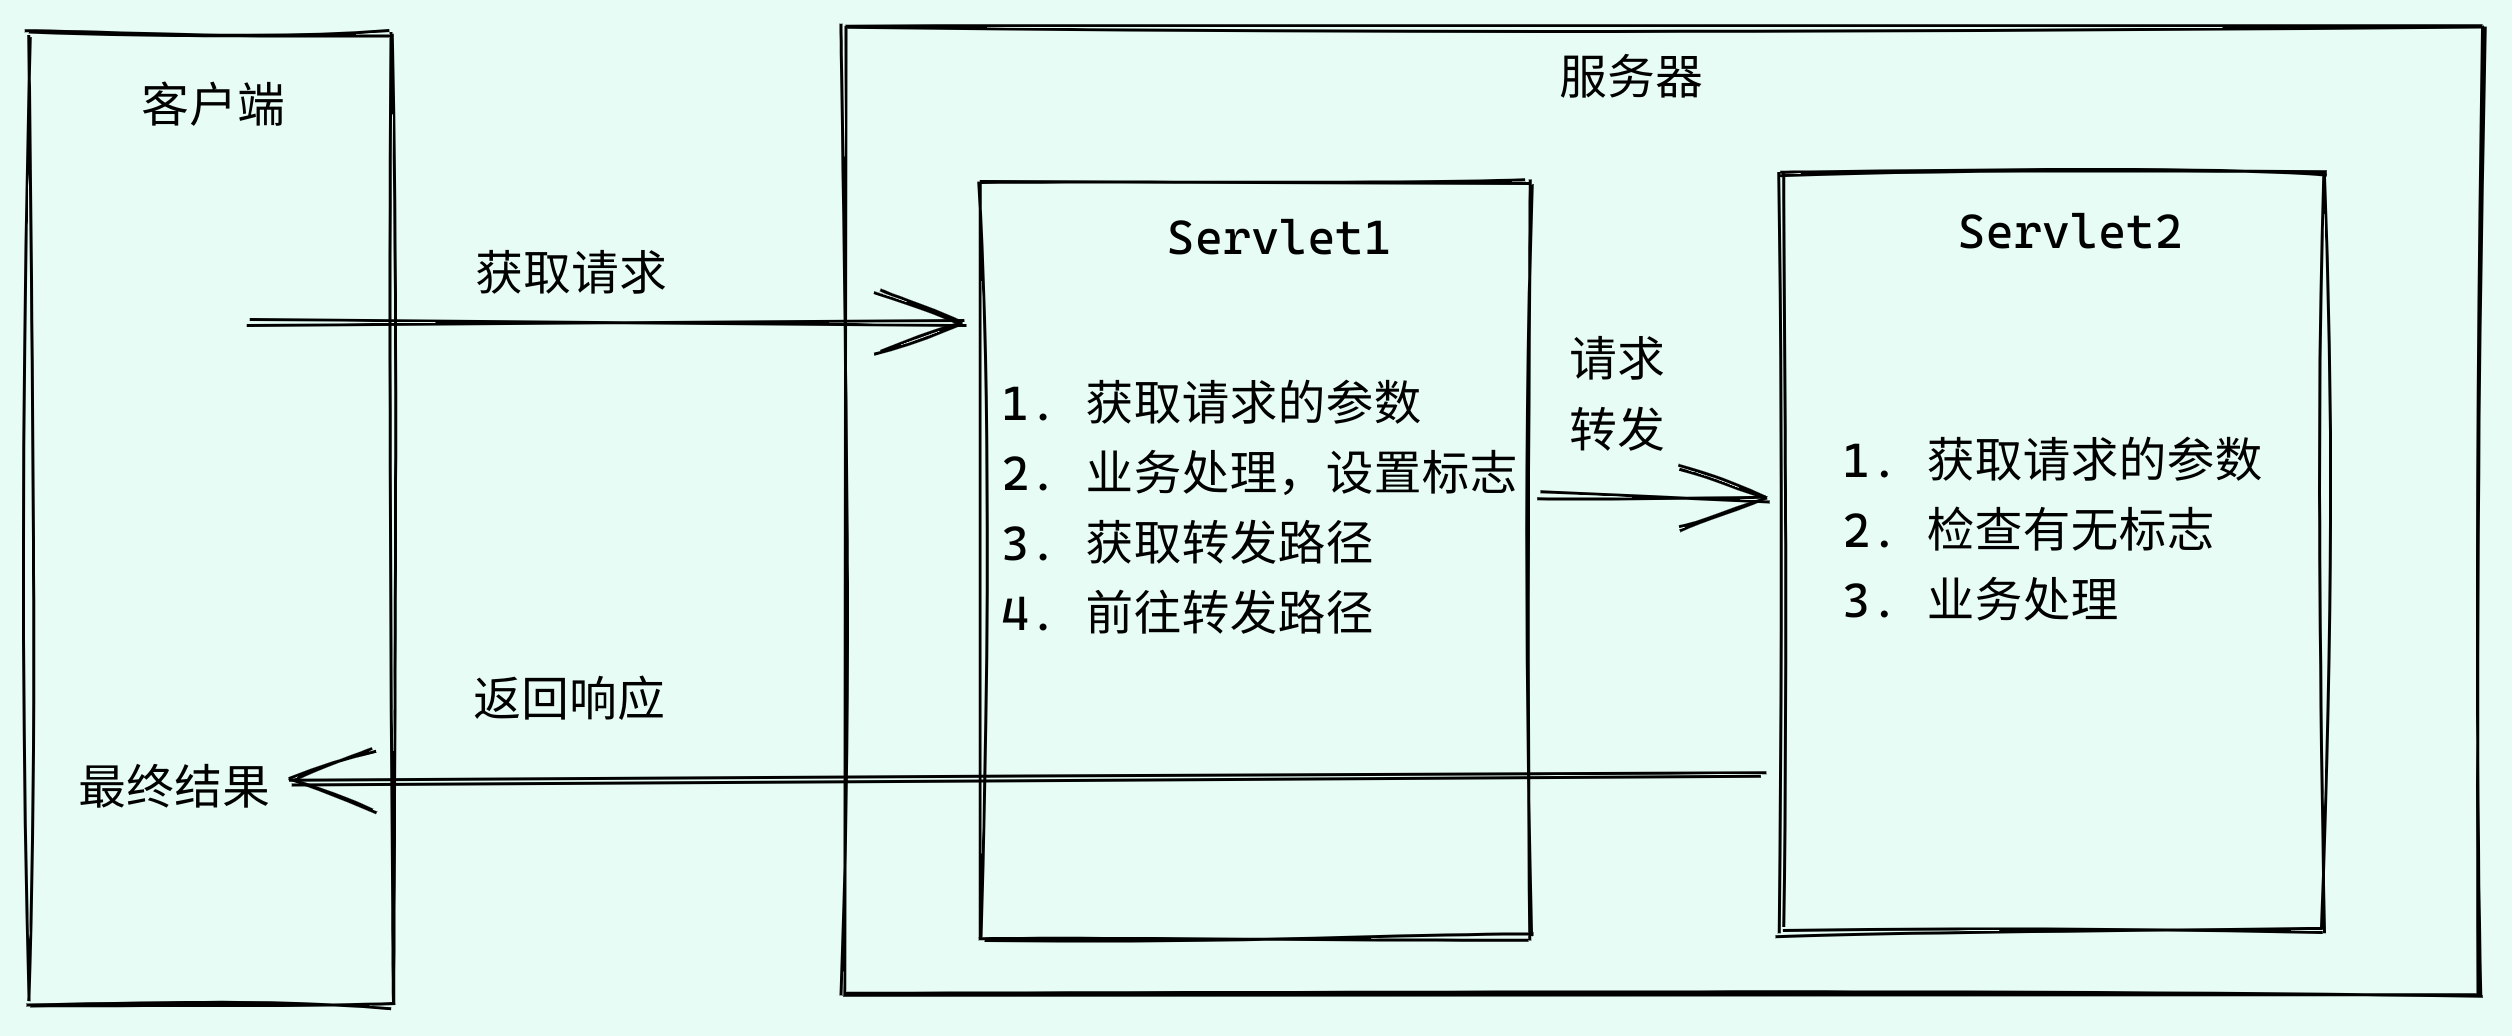 客户端
服务器
Servlet1
Servlet2
获取请求
1. 获取请求的参数
2. 业务处理，设置标志
3. 获取转发路径
4. 前往转发路径
请求
转发
1. 获取请求的参数
2. 检查有无标志
3. 业务处理
返回响应
最终结果